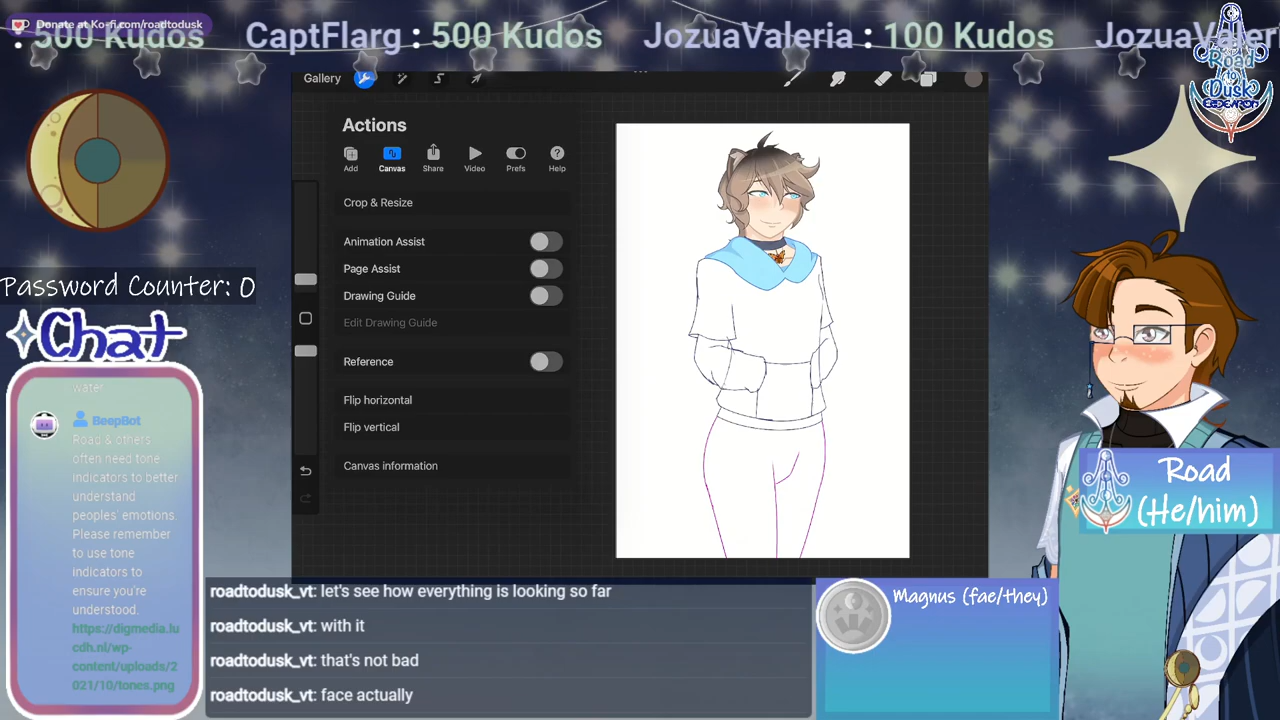 Donate at Ko-fi.com/roadtodusk
: 500 Kudos CaptFlarg : 500 Kudos JozuaValeria : 100 Kudos JozuaValeri
Road
to
Dusk
Gallery
Actions
Add Canvas Share Video Prefs Help
Crop & Resize
Animation Assist
Page Assist
Drawing Guide
Edit Drawing Guide
Reference
Flip horizontal
Flip vertical
Canvas information
Password Counter: 0
Chat
water
BeepBot
Road & others
often need tone
indicators to better
understand
peoples' emotions.
Please remember
to use tone
indicators to
ensure you're
understood.
https://digmedia.lu
cdh.nl/wp-
content/uploads/2
021/10/tones.png
roadtodusk_vt: let's see how everything is looking so far
roadtodusk_vt: with it
roadtodusk_vt: that's not bad
roadtodusk_vt: face actually
Magnus (fae/they)
Road
(He/him)